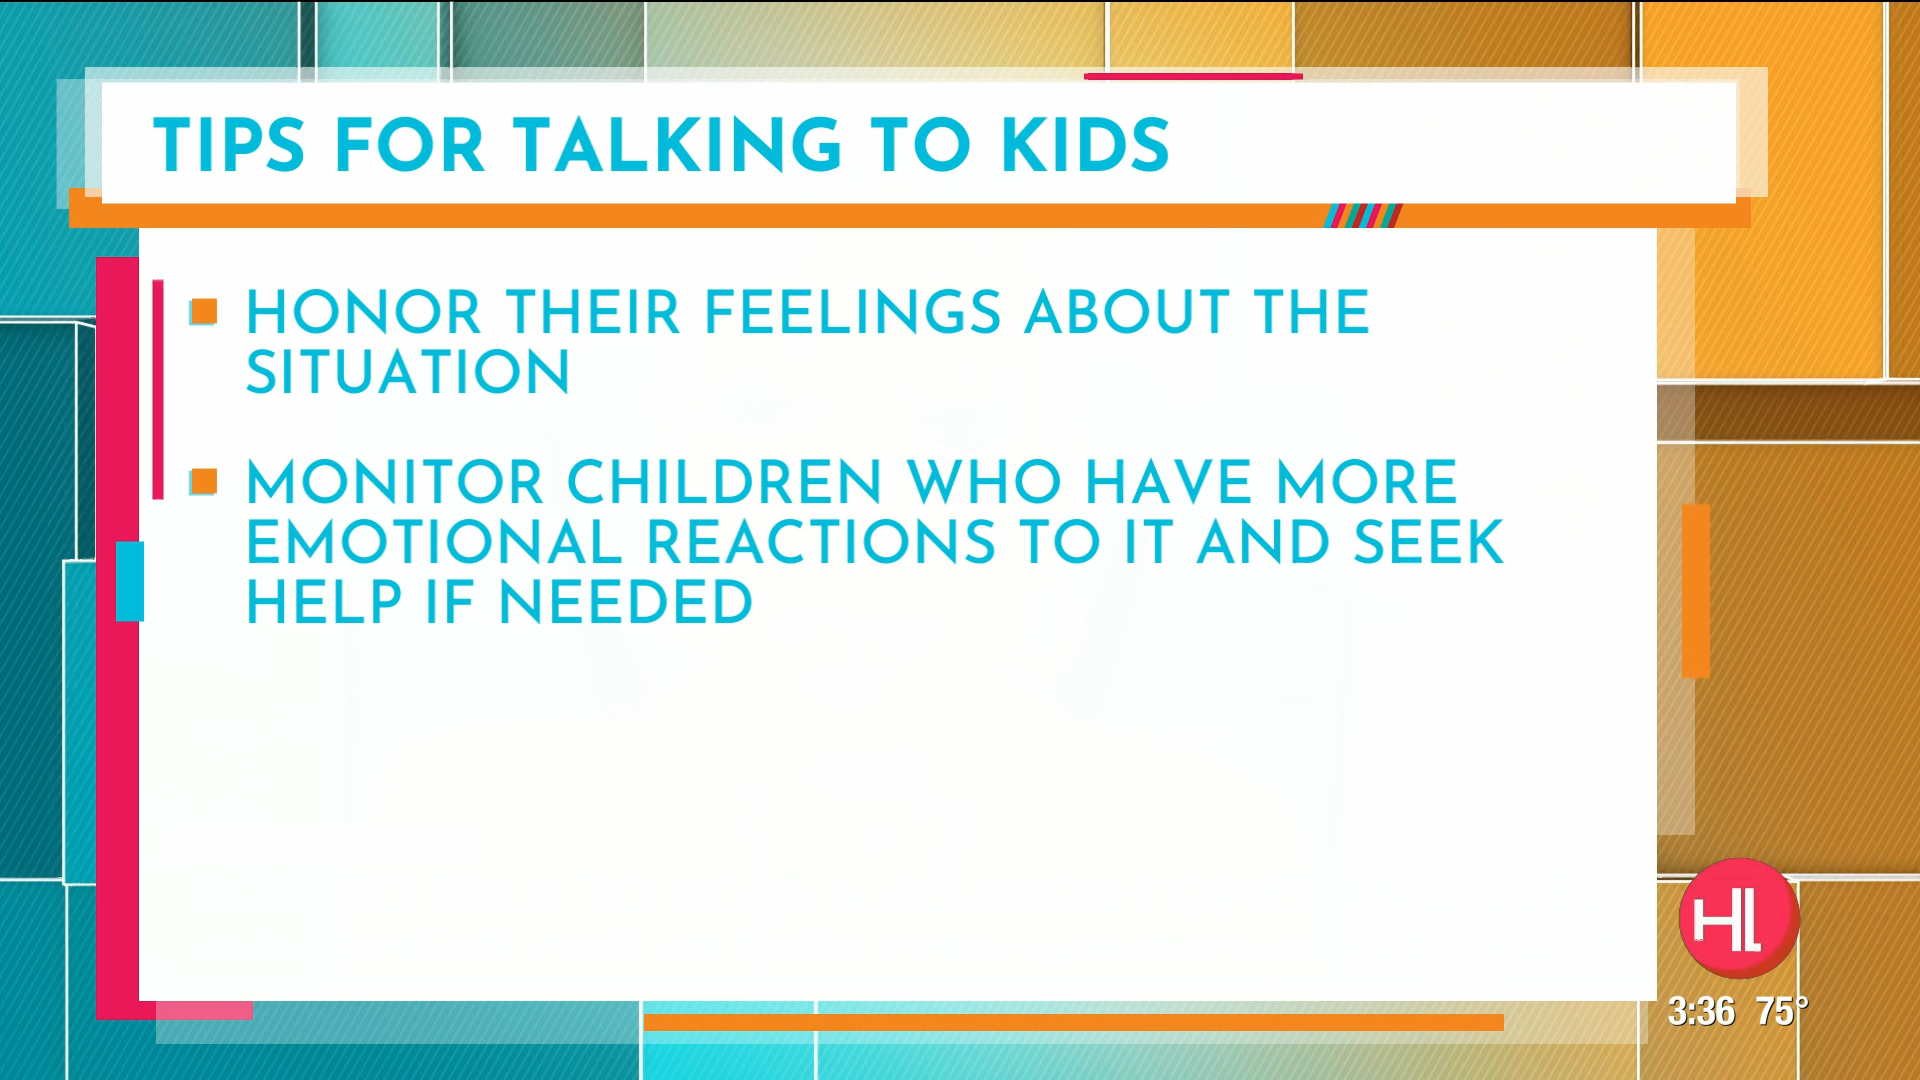 TIPS FOR TALKING TO KIDS
HONOR THEIR FEELINGS ABOUT THE
SITUATION
MONITOR CHILDREN WHO HAVE MORE
EMOTIONAL REACTIONS TO IT AND SEEK
HELP IF NEEDED
HL
3:36 75°